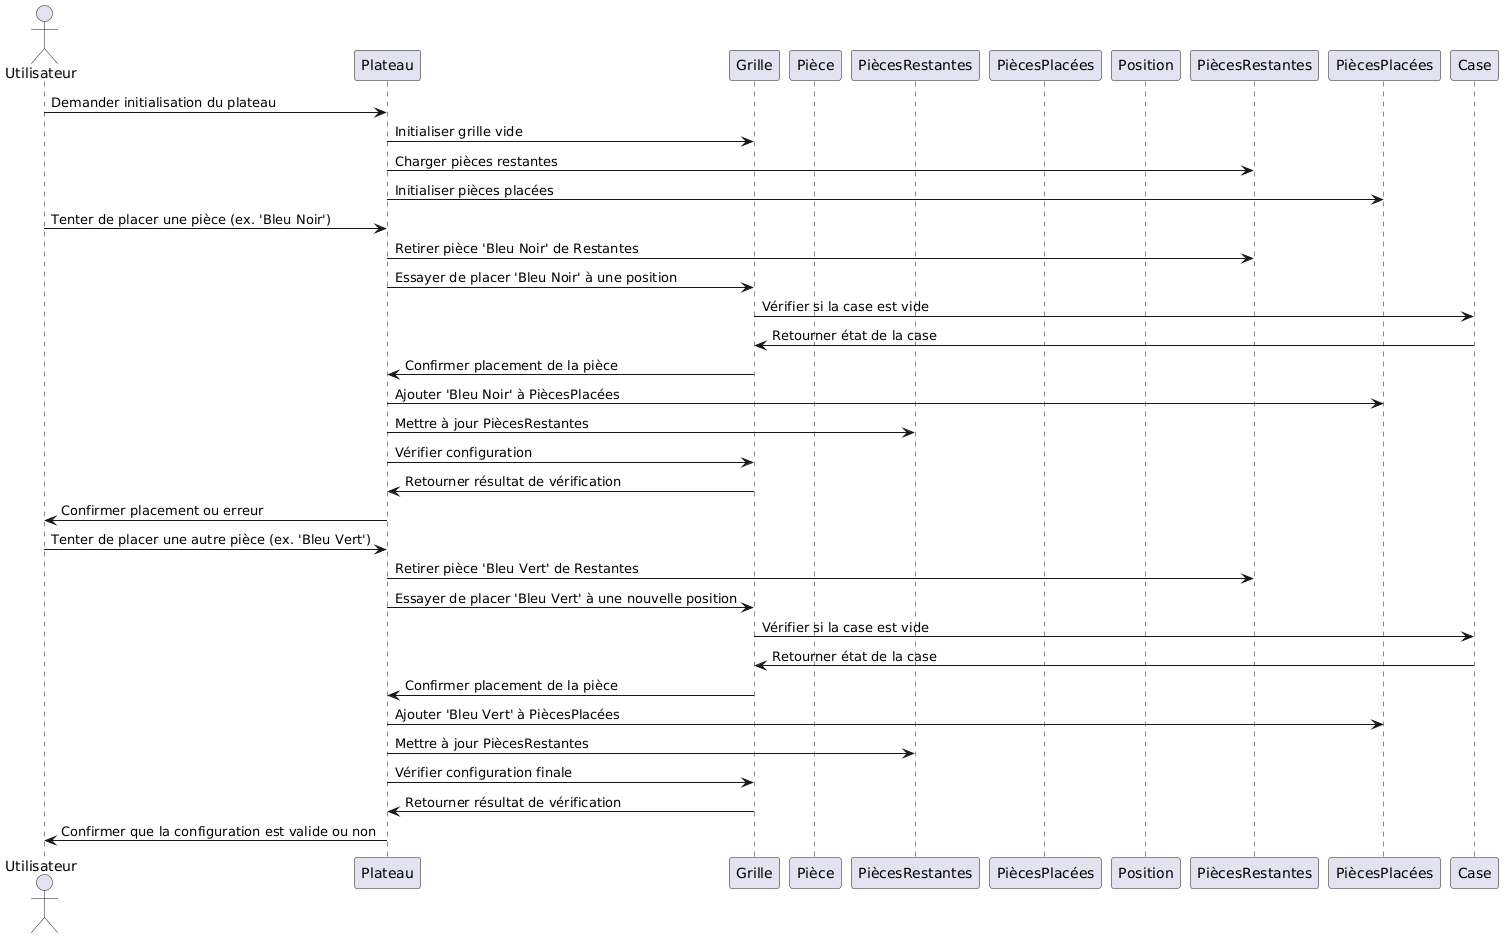 Utilisateur
Plateau
Grille
Pièce
PiècesRestantes
PiècesPlacées
Position
PiècesRestantes
PiècesPlacées
Case
Demander initialisation du plateau
Initialiser grille vide
Charger pièces restantes
Initialiser pièces placées
Tenter de placer une pièce (ex. 'Bleu Noir')
Retirer pièce 'Bleu Noir' de Restantes
Essayer de placer 'Bleu Noir' à une position
Vérifier si la case est vide
Retourner état de la case
Confirmer placement de la pièce
Ajouter 'Bleu Noir' à PiècesPlacées
Mettre à jour PiècesRestantes
Vérifier configuration
Retourner résultat de vérification
Confirmer placement ou erreur
Tenter de placer une autre pièce (ex. 'Bleu Vert')
Retirer pièce 'Bleu Vert' de Restantes
Essayer de placer 'Bleu Vert' à une nouvelle position
Vérifier si la case est vide
Retourner état de la case
Confirmer placement de la pièce
Ajouter 'Bleu Vert' à PiècesPlacées
Mettre à jour PiècesRestantes
Vérifier configuration finale
Retourner résultat de vérification
Confirmer que la configuration est valide ou non
Utilisateur
Plateau
Grille
Pièce
PiècesRestantes
PiècesPlacées
Position
PiècesRestantes
PiècesPlacées
Case